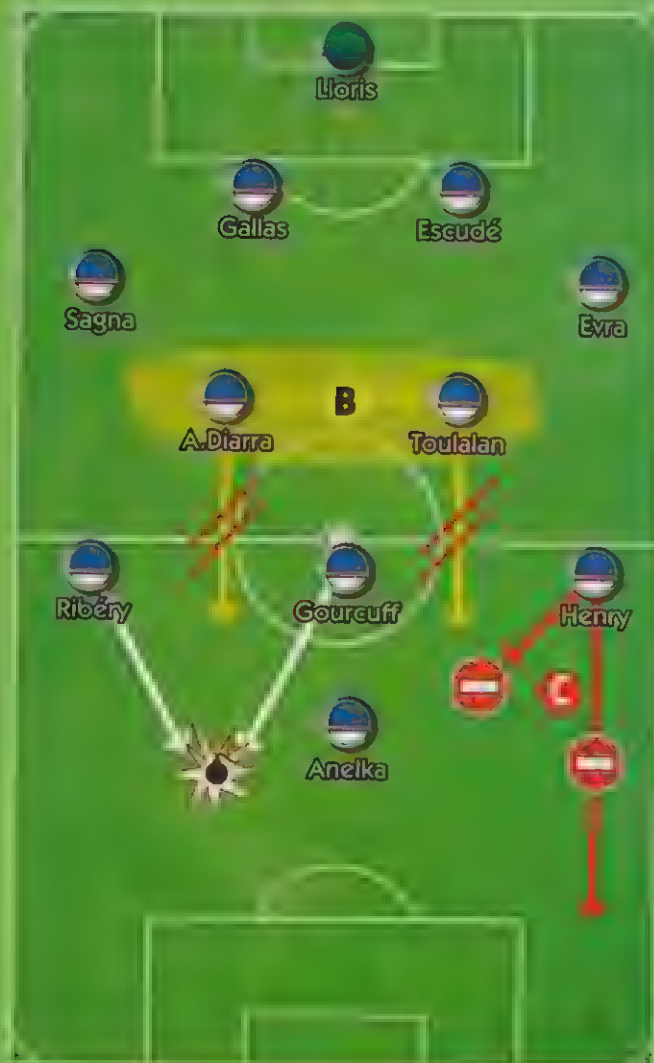 Lloris
Gallas
Escudé
Sagna
Evra
A.Diarra
B
Toulalan
Ribéry
Gourcuff
Henry
C
Anelka